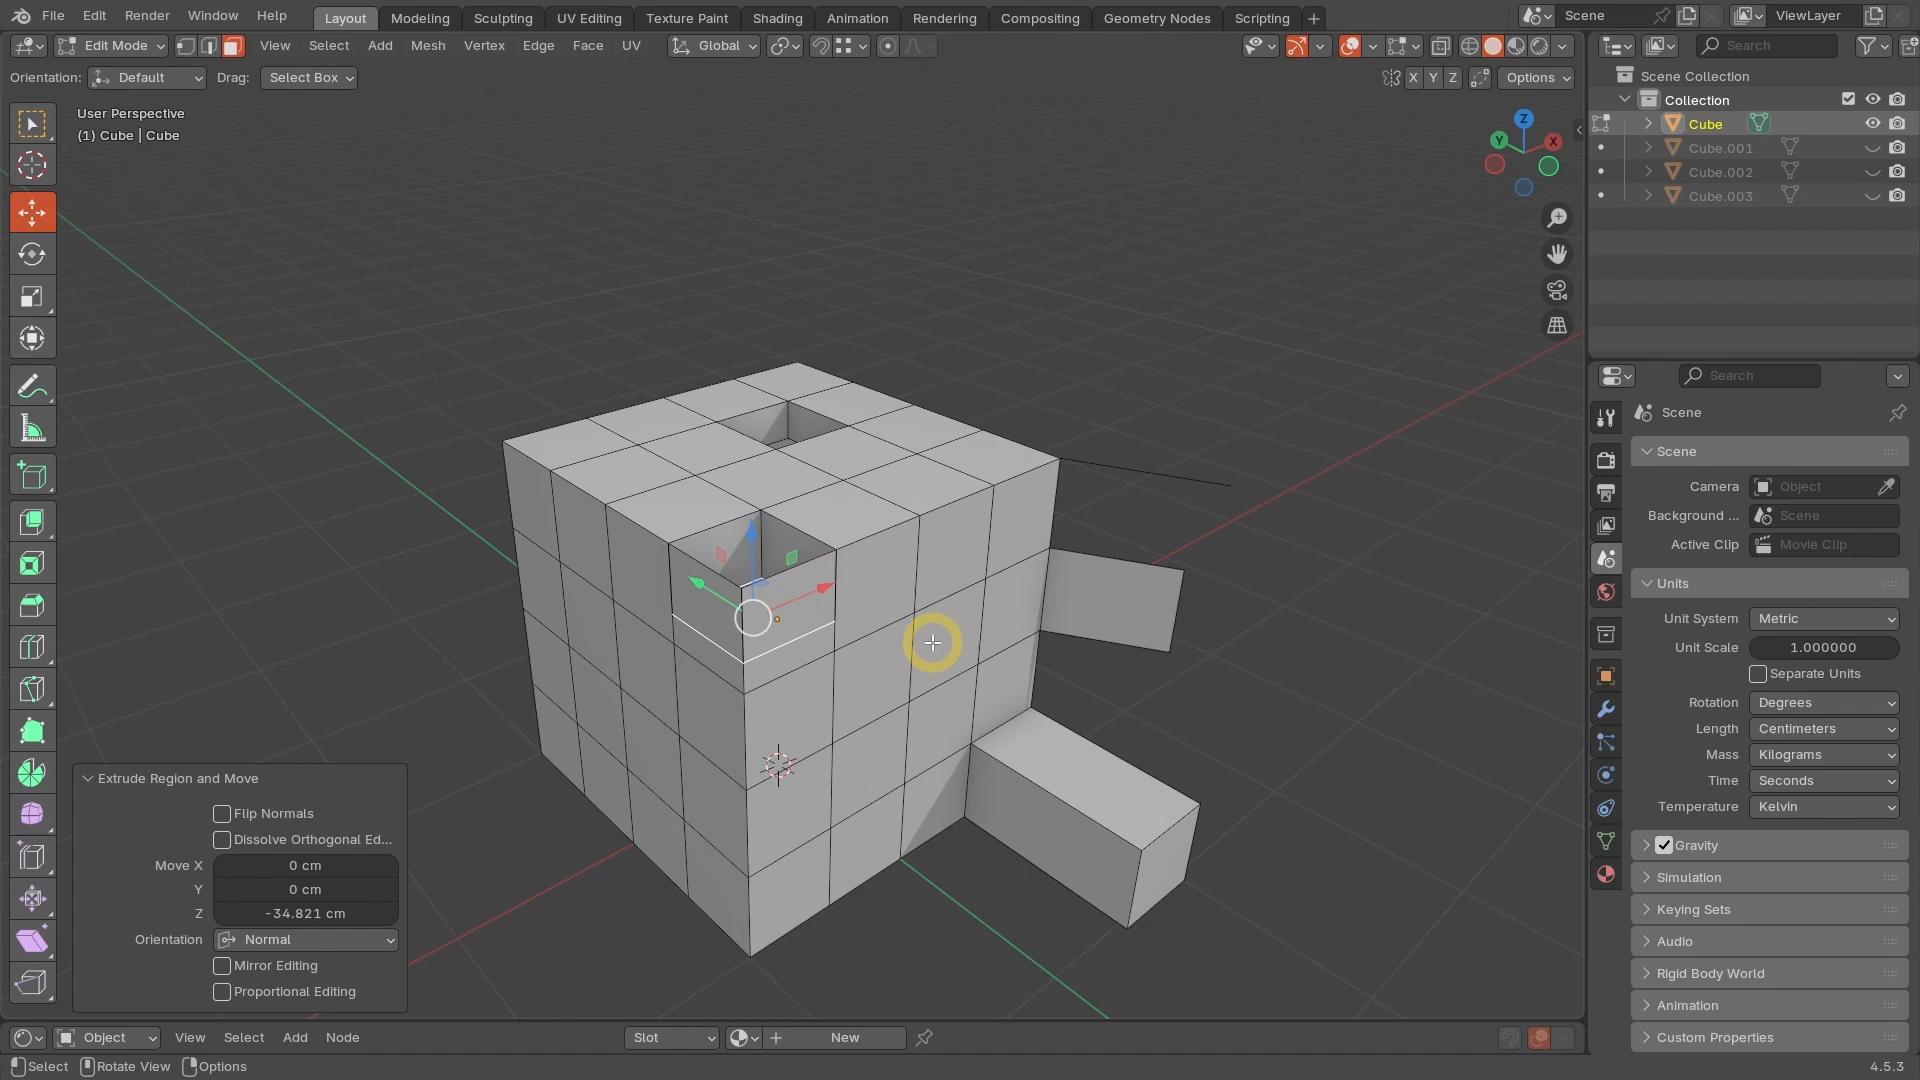 File Edit Render Window Help Layout Modeling Sculpting UV Editing Texture Paint Shading Animation Rendering Compositing Geometry Nodes Scripting + Scene ViewLayer
Edit Mode View Select Add Mesh Vertex Edge Face UV Global Search
Orientation: Default Drag: Select Box X Y Z Options
User Perspective
(1) Cube | Cube
Z
Y X
Scene Collection
Collection
Cube
Cube.001
Cube.002
Cube.003
Search
Scene
Scene
Camera Object
Background ... Scene
Active Clip Movie Clip
Units
Unit System Metric
Unit Scale 1.000000
Separate Units
Rotation Degrees
Length Centimeters
Mass Kilograms
Time Seconds
Temperature Kelvin
Gravity
Simulation
Keying Sets
Audio
Rigid Body World
Animation
Custom Properties
Extrude Region and Move
Flip Normals
Dissolve Orthogonal Ed...
Move X 0 cm
Y 0 cm
Z -34.821 cm
Orientation Normal
Mirror Editing
Proportional Editing
Object View Select Add Node Slot New
Select Rotate View Options 4.5.3